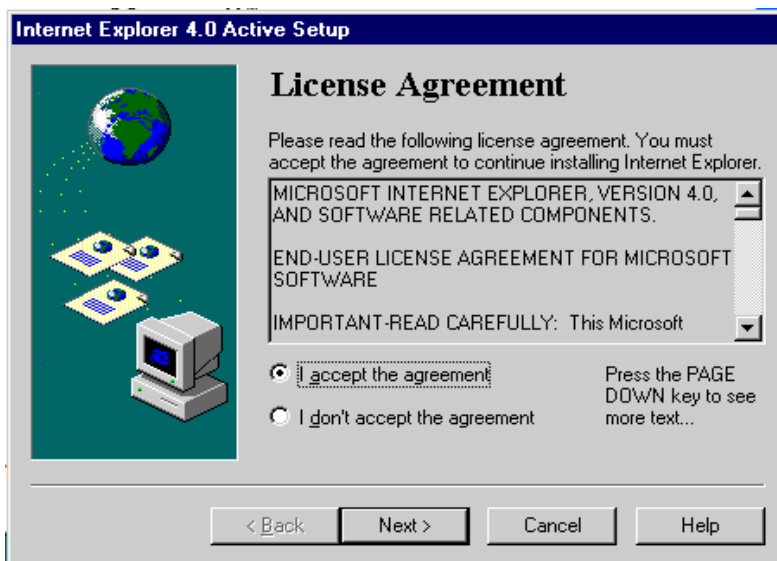 Internet Explorer 4.0 Active Setup
License Agreement
Please read the following license agreement. You must
accept the agreement to continue installing Internet Explorer.
MICROSOFT INTERNET EXPLORER, VERSION 4.0,
AND SOFTWARE RELATED COMPONENTS.
END-USER LICENSE AGREEMENT FOR MICROSOFT
SOFTWARE
IMPORTANT-READ CAREFULLY: This Microsoft
I accept the agreement
I don't accept the agreement
Press the PAGE
DOWN key to see
more text...
< Back
Next >
Cancel
Help